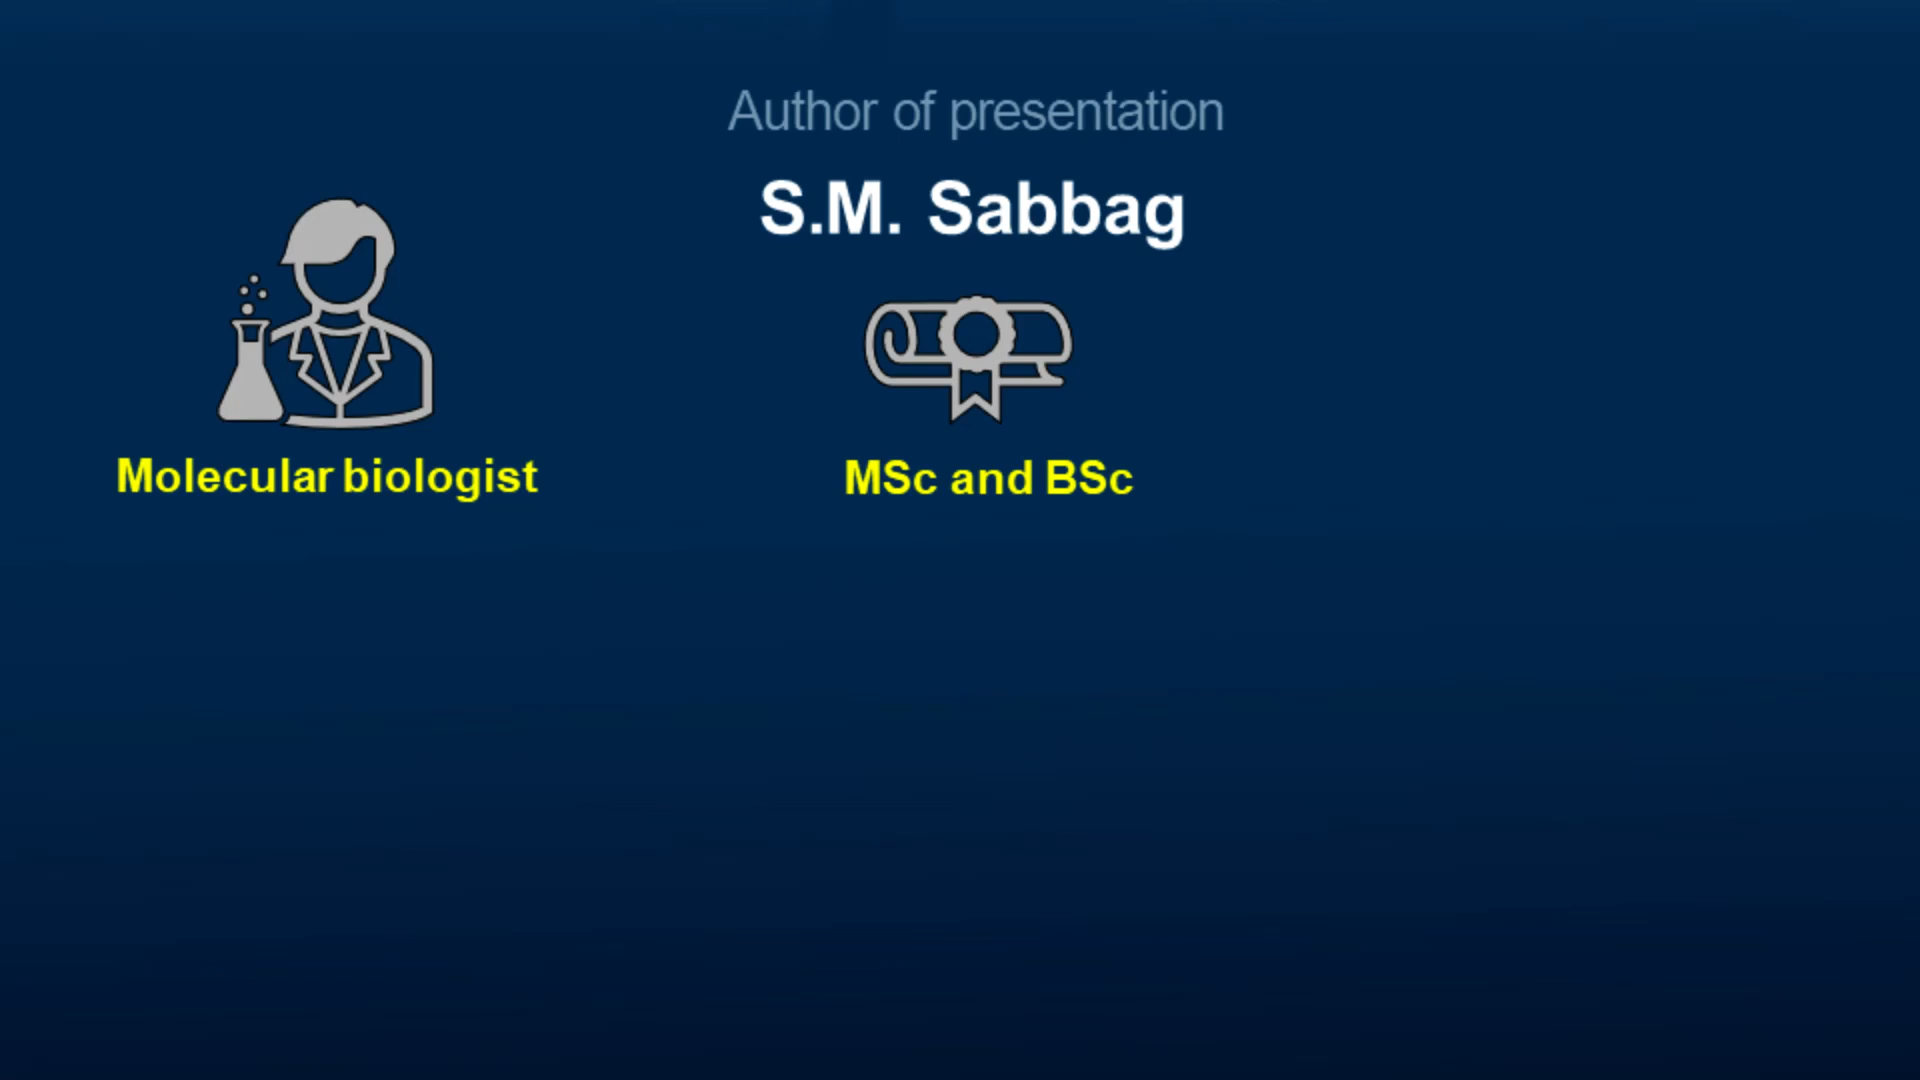 Author of presentation
S.M. Sabbag
Molecular biologist
MSc and BSc